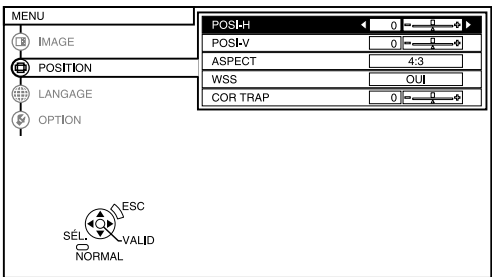 MENU
IMAGE
POSITION
LANGAGE
OPTION
POSI-H 0
POSI-V 0
ASPECT 4:3
WSS OUI
COR TRAP 0
ESC
SÉL.
VALID
NORMAL